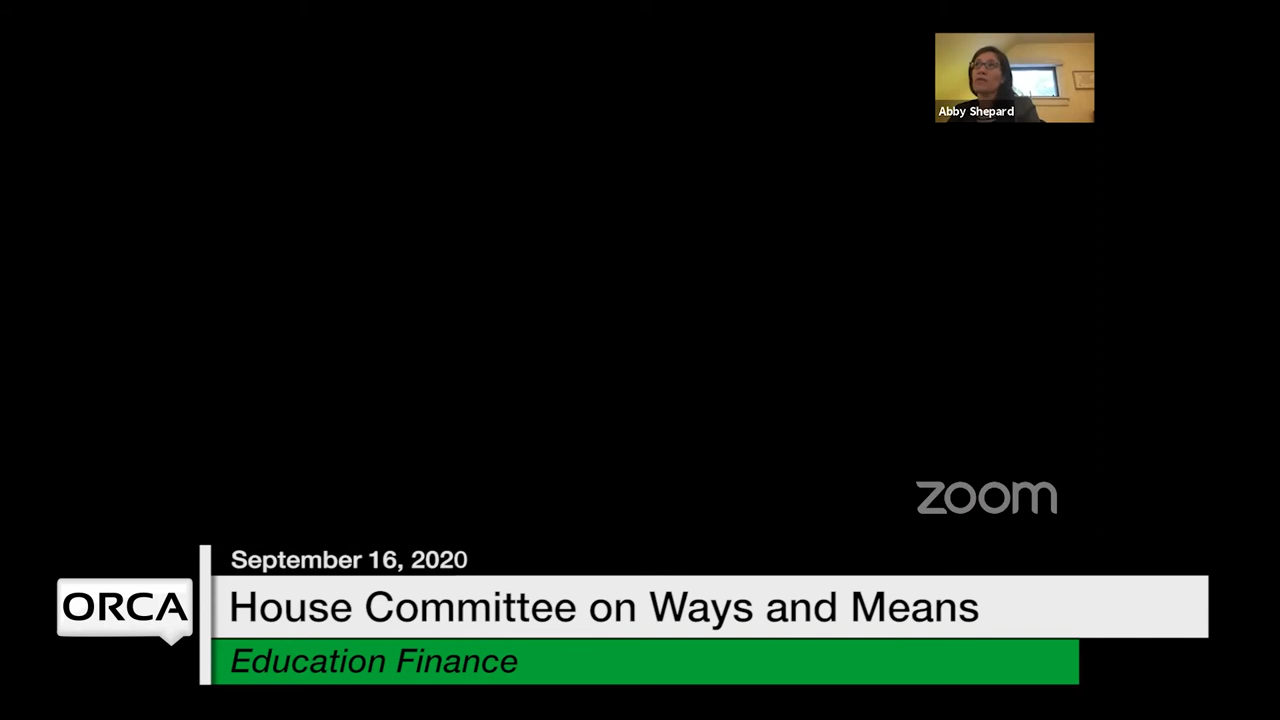 Abby Shepard
zoom
September 16, 2020
ORCA
House Committee on Ways and Means
Education Finance